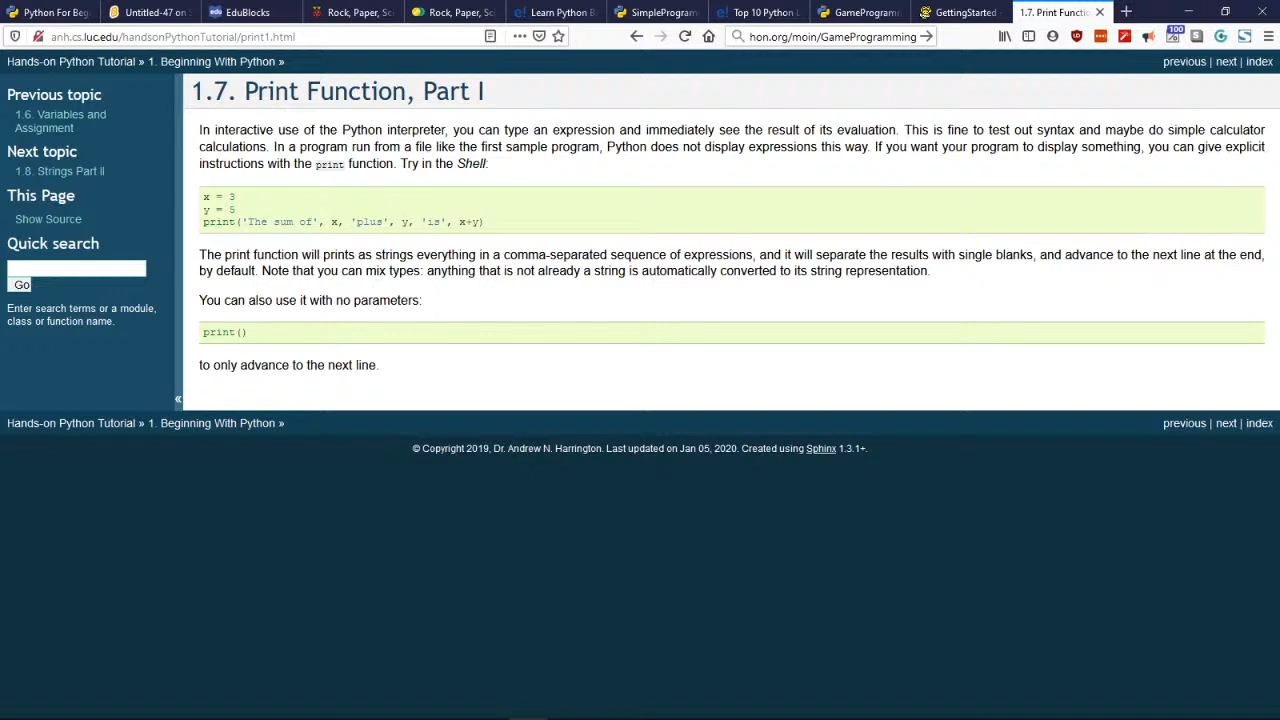 Python For Beg
Untitled-47 on
EduBlocks
Rock, Paper, Sc
Rock, Paper, Sci
Learn Python B
SimpleProgram
Top 10 Python L
GameProgramm
GettingStarted
1.7. Print Functi
anh.cs.luc.edu/handsonPythonTutorial/print1.html
hon.org/moin/GameProgramming
100
Hands-on Python Tutorial » 1. Beginning With Python »
previous | next | index
Previous topic
1.6. Variables and
Assignment
Next topic
1.8. Strings Part II
This Page
Show Source
Quick search
Go
Enter search terms or a module,
class or function name.
«
1.7. Print Function, Part I
In interactive use of the Python interpreter, you can type an expression and immediately see the result of its evaluation. This is fine to test out syntax and maybe do simple calculator
calculations. In a program run from a file like the first sample program, Python does not display expressions this way. If you want your program to display something, you can give explicit
instructions with the print function. Try in the Shell:
x = 3
y = 5
print('The sum of', x, 'plus', y, 'is', x+y)
The print function will prints as strings everything in a comma-separated sequence of expressions, and it will separate the results with single blanks, and advance to the next line at the end,
by default. Note that you can mix types: anything that is not already a string is automatically converted to its string representation.
You can also use it with no parameters:
print()
to only advance to the next line.
Hands-on Python Tutorial » 1. Beginning With Python »
previous | next | index
© Copyright 2019, Dr. Andrew N. Harrington. Last updated on Jan 05, 2020. Created using Sphinx 1.3.1+.